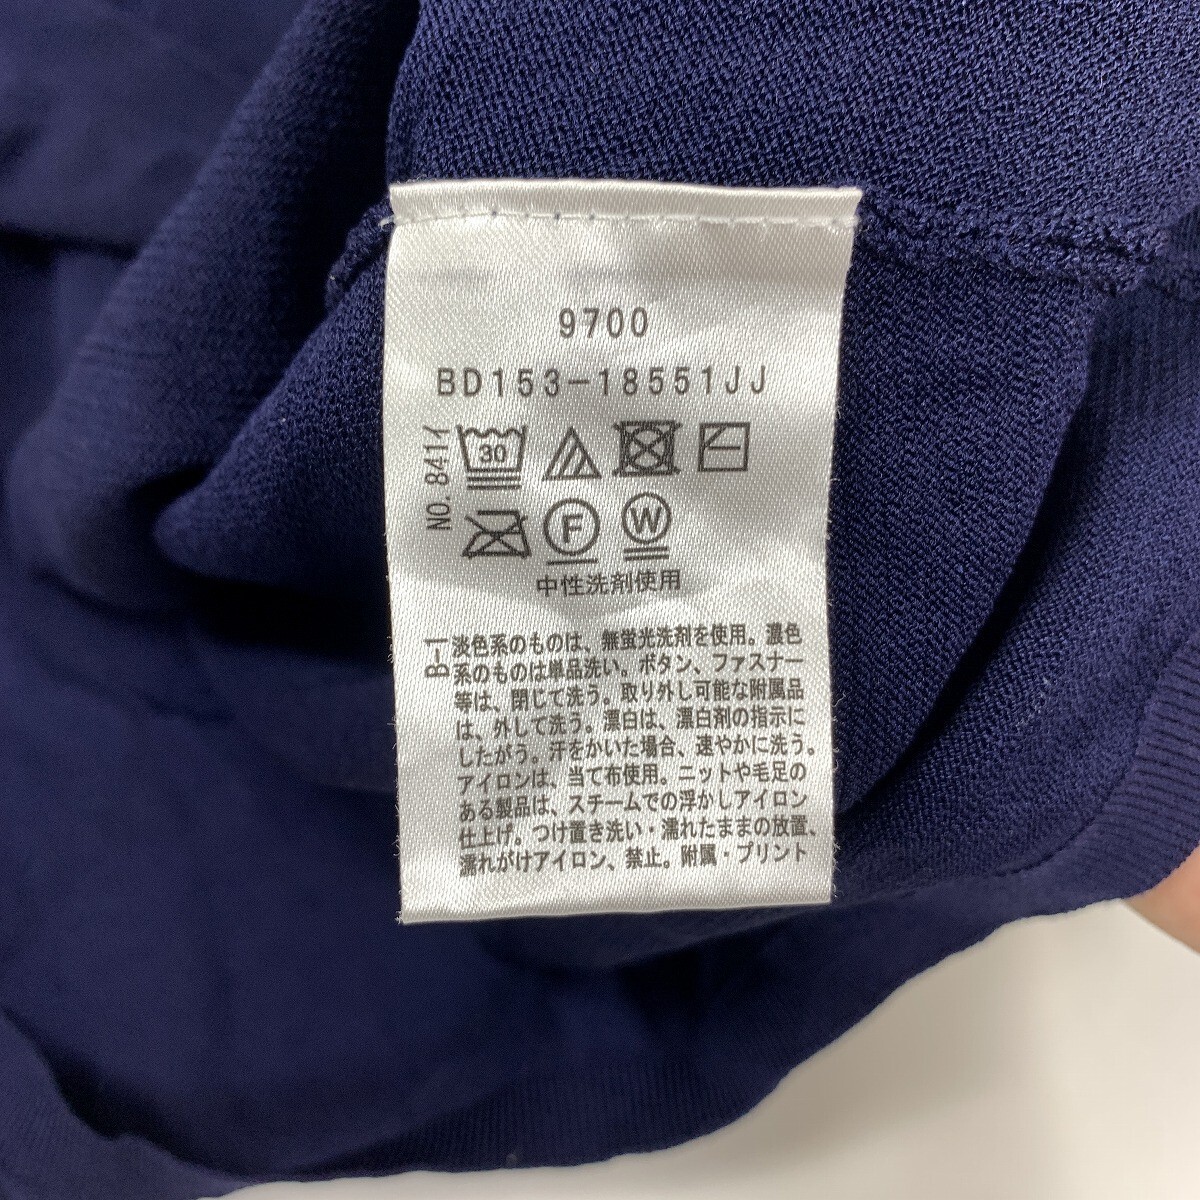 9700
BD153-18551JJ
NO.841イ
30
F
W
中性洗剤使用
B-1
淡色系のものは、無蛍光洗剤を使用。濃色
系のものは単品洗い。ボタン、ファスナー
等は、閉じて洗う。取り外し可能な附属品
は、外して洗う。漂白は、漂白剤の指示に
したがう。汗をかいた場合、速やかに洗う。
アイロンは、当て布使用。ニットや毛足の
ある製品は、スチームでの浮かしアイロン
仕上げ。つけ置き洗い・濡れたままの放置、
濡れがけアイロン、禁止。附属・プリント